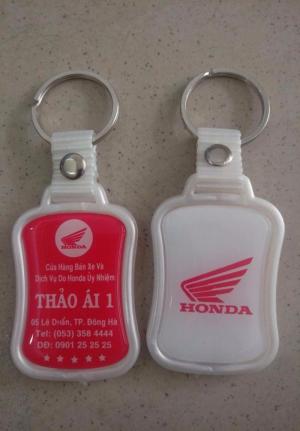 HONDA
Cửa Hàng Bán Xe Và
Dịch Vụ Do Honda Ủy Nhiệm
THẢO ÁI 1
05 Lê Duẩn, TP. Đông Hà
Tel: (053) 358 4444
DĐ: 0901 25 25 25
HONDA